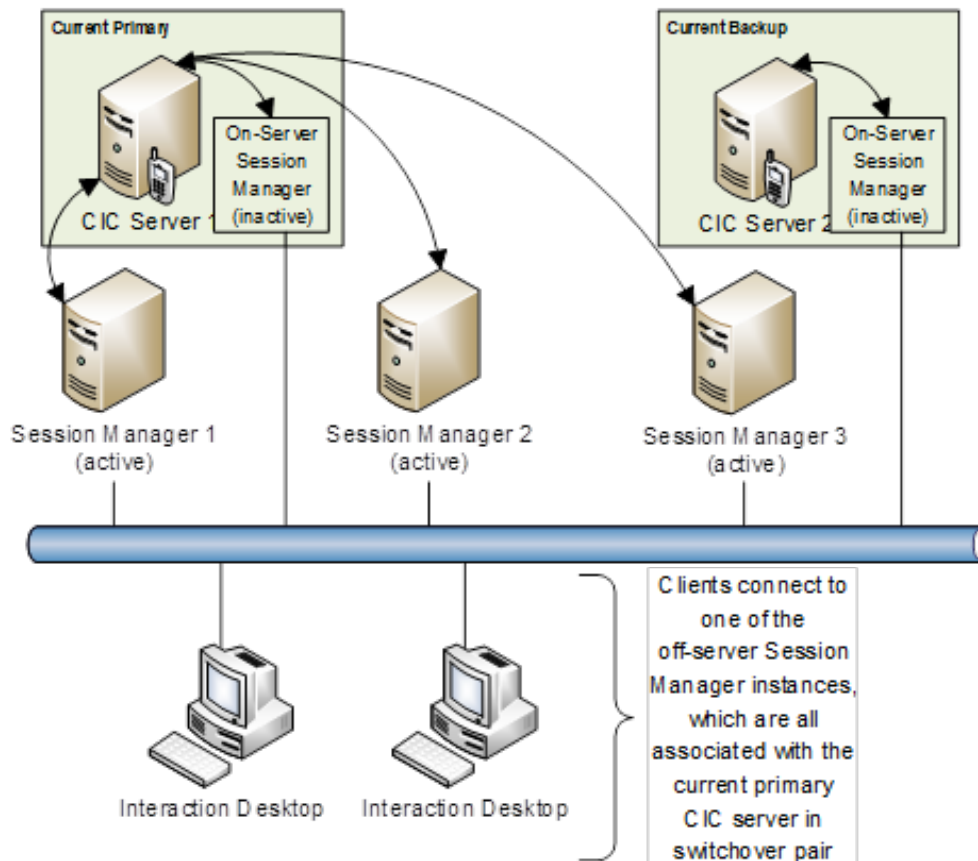 Current Primary
CIC Server 1
On-Server
Session
Manager
(inactive)
Current Backup
CIC Server 2
On-Server
Session
Manager
(inactive)
Session Manager 1
(active)
Session Manager 2
(active)
Session Manager 3
(active)
Interaction Desktop
Interaction Desktop
Clients connect to
one of the
off-server Session
Manager instances,
which are all
associated with the
current primary
CIC server in
switchover pair